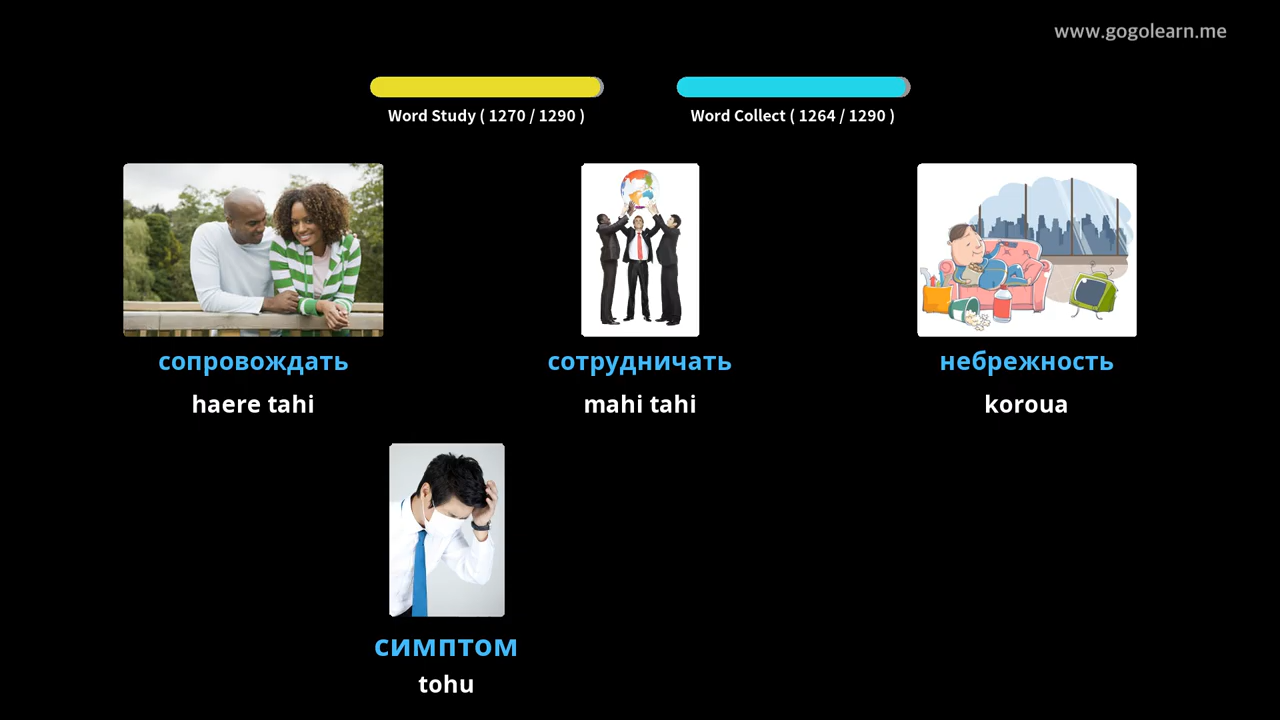 www.gogolearn.me
Word Study ( 1270 / 1290 )
Word Collect ( 1264 / 1290 )
сопровождать
haere tahi
сотрудничать
mahi tahi
небрежность
koroua
симптом
tohu